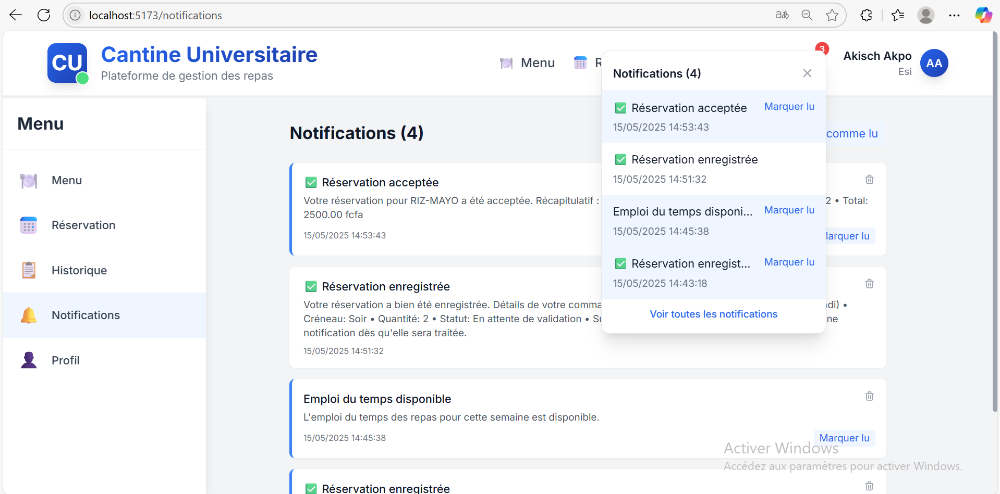 localhost:5173/notifications
aあ
CU
Cantine Universitaire
Plateforme de gestion des repas
Menu
R
3
Akisch Akpo
Esi
AA
Menu
Menu
Réservation
Historique
Notifications
Profil
Notifications (4)
comme lu
✅ Réservation acceptée
Votre réservation pour RIZ-MAYO a été acceptée. Récapitulatif : 2 • Total:
2500.00 fcfa
15/05/2025 14:53:43
arquer lu
✅ Réservation enregistrée
Votre réservation a bien été enregistrée. Détails de votre comma di) •
Créneau: Soir • Quantité: 2 • Statut: En attente de validation • Su ne
notification dès qu'elle sera traitée.
15/05/2025 14:51:32
Emploi du temps disponible
L'emploi du temps des repas pour cette semaine est disponible.
15/05/2025 14:45:38
Marquer lu
✅ Réservation enregistrée
Notifications (4)
✅ Réservation acceptée
Marquer lu
15/05/2025 14:53:43
✅ Réservation enregistrée
15/05/2025 14:51:32
Emploi du temps disponi...
Marquer lu
15/05/2025 14:45:38
✅ Réservation enregist...
Marquer lu
15/05/2025 14:43:18
Voir toutes les notifications
Activer Windows
Accédez aux paramètres pour activer Windows.